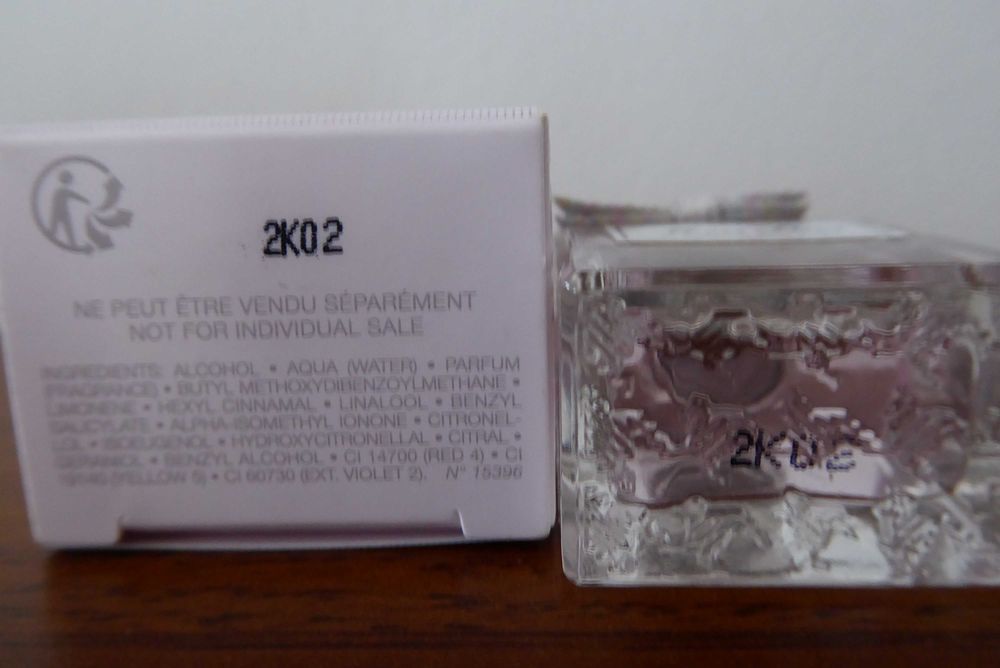 2K02
NE PEUT ÊTRE VENDU SÉPARÉMENT
NOT FOR INDIVIDUAL SALE
INGREDIENTS: ALCOHOL • AQUA (WATER) • PARFUM
(FRAGRANCE) • BUTYL METHOXYDIBENZOYLMETHANE •
LIMONENE • HEXYL CINNAMAL • LINALOOL • BENZYL
SALICYLATE • ALPHA-ISOMETHYL IONONE • CITRONEL-
OL • ISOEUGENOL • HYDROXYCITRONELLAL • CITRAL •
GERANIOL • BENZYL ALCOHOL • CI 14700 (RED 4) • CI
19140 (YELLOW 5) • CI 60730 (EXT. VIOLET 2). N° 15396
2K02